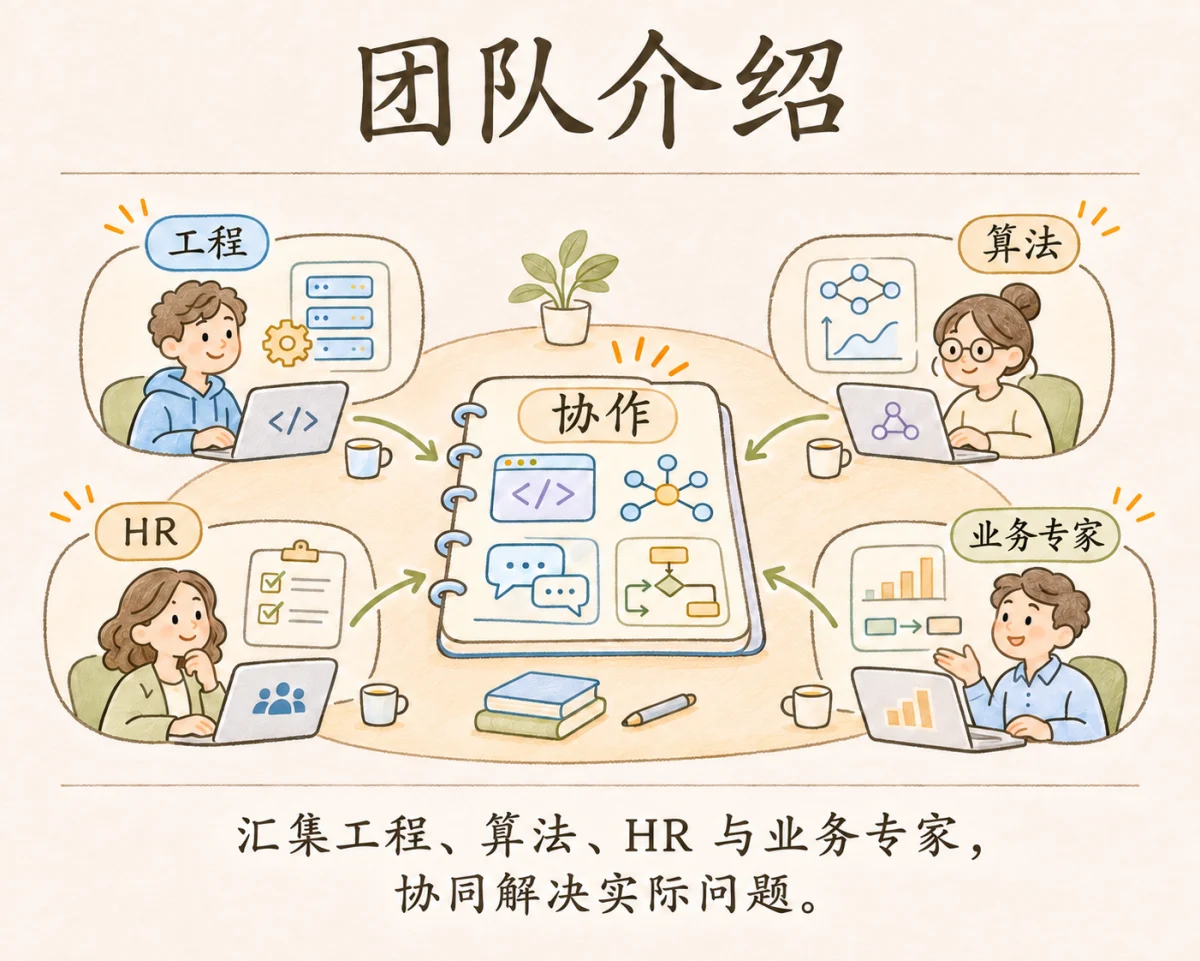 团队介绍
工程
算法
协作
</>
</>
HR
业务专家
汇集工程、算法、HR 与业务专家，
协同解决实际问题。